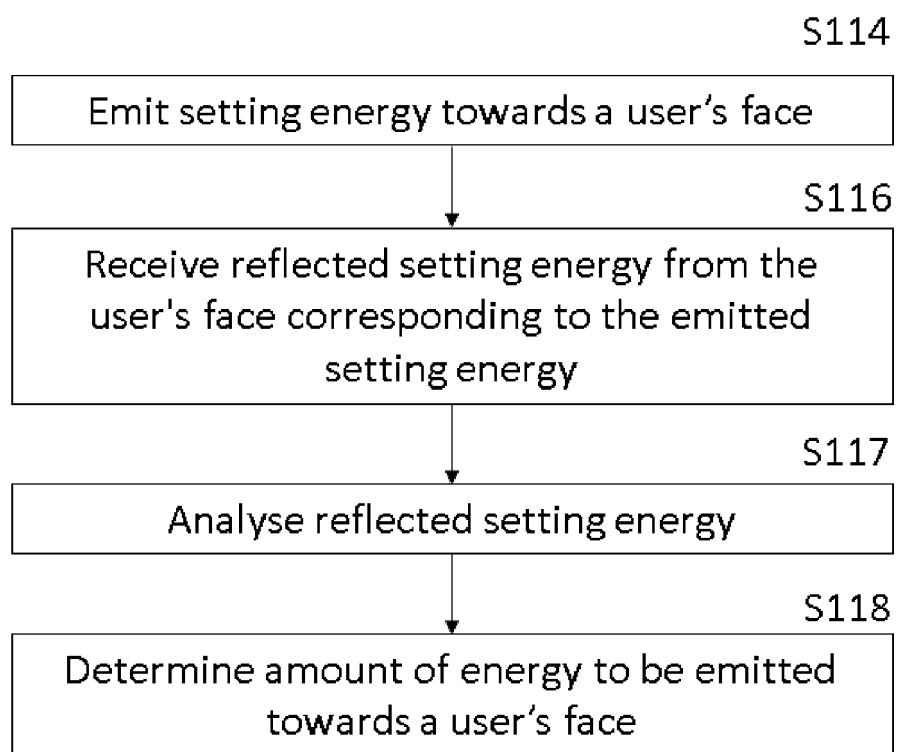 S114
Emit setting energy towards a user’s face
S116
Receive reflected setting energy from the
user's face corresponding to the emitted
setting energy
S117
Analyse reflected setting energy
S118
Determine amount of energy to be emitted
towards a user’s face